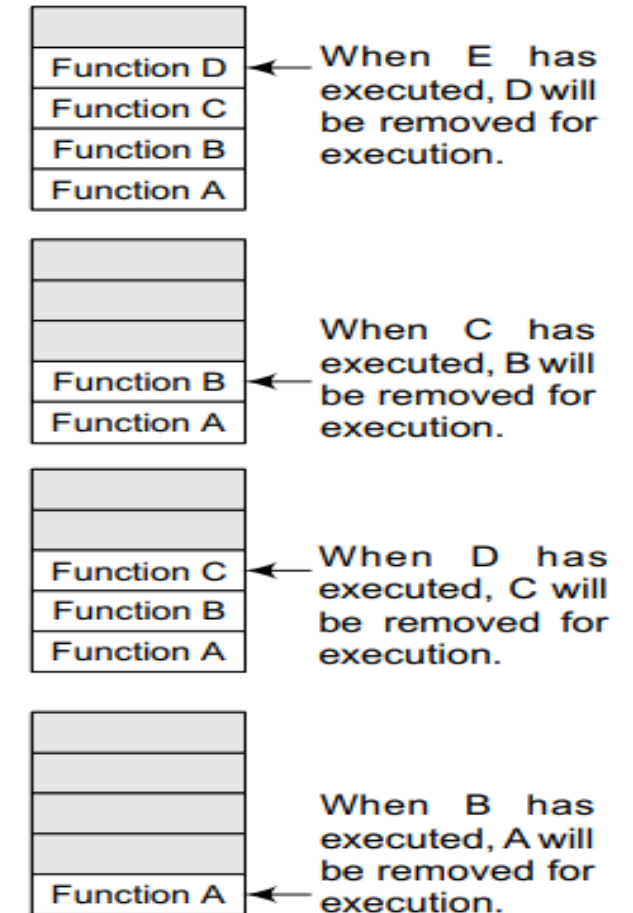 Function D
Function C
Function B
Function A
When E has
executed, D will
be removed for
execution.
Function B
Function A
When C has
executed, B will
be removed for
execution.
Function C
Function B
Function A
When D has
executed, C will
be removed for
execution.
Function A
When B has
executed, A will
be removed for
execution.